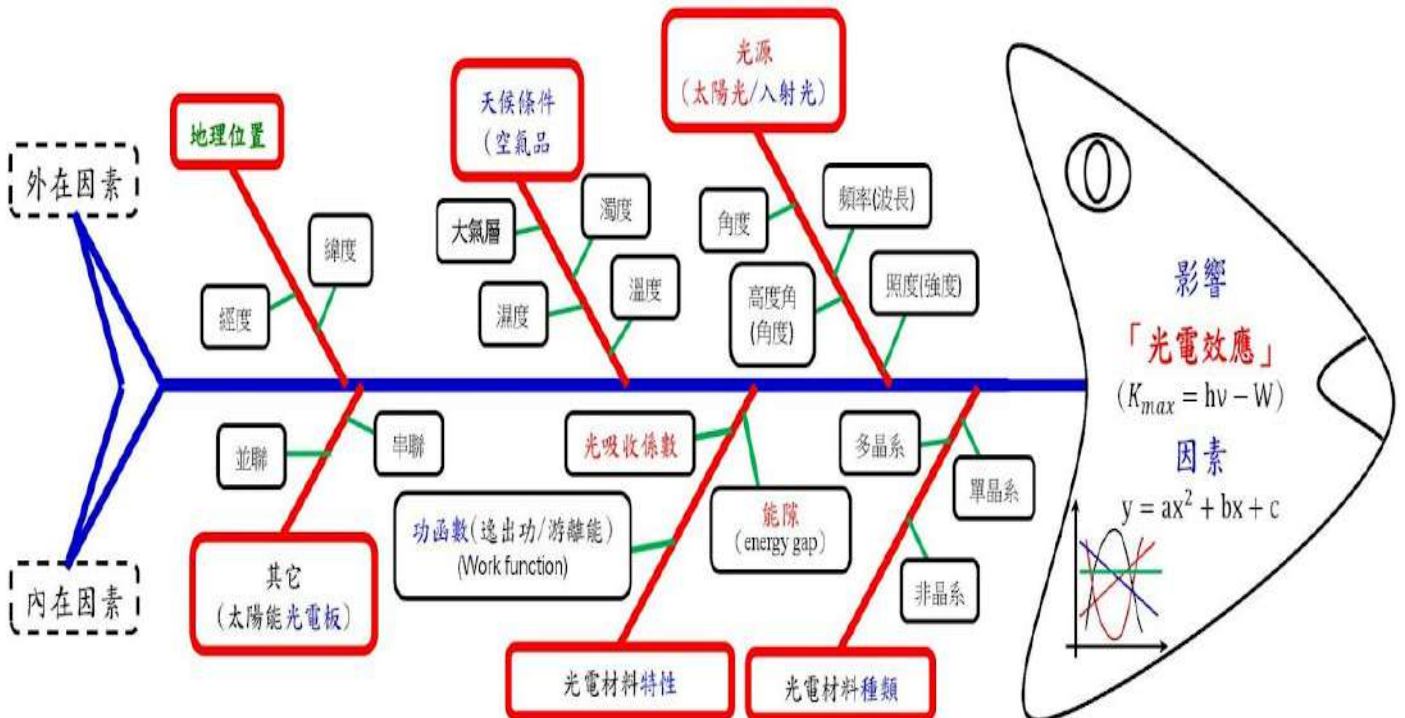 光源
(太陽光/入射光)
天候條件
(空氣品
地理位置
外在因素
大氣層
濁度
角度
頻率(波長)
緯度
經度
濕度
溫度
高度角
(角度)
照度(強度)
影響
「光電效應」
(Kmax = hν − W)
因素
y = ax² + bx + c
並聯
串聯
光吸收係數
多晶系
單晶系
功函數(逸出功/游離能)
(Work function)
能隙
(energy gap)
非晶系
內在因素
其它
(太陽能光電板)
光電材料特性
光電材料種類